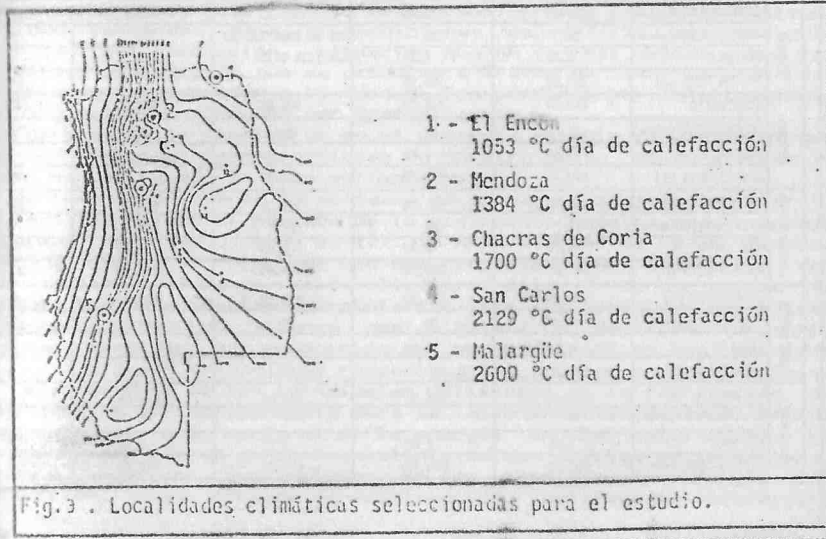 1.- El Encón
1053 °C día de calefacción
2 - Mendoza
1384 °C día de calefacción
3 - Chacras de Coria
1700 °C día de calefacción
4 - San Carlos
2129 °C día de calefacción
5 - Malargüe
2600 °C día de calefacción
Fig.3 . Localidades climáticas seleccionadas para el estudio.